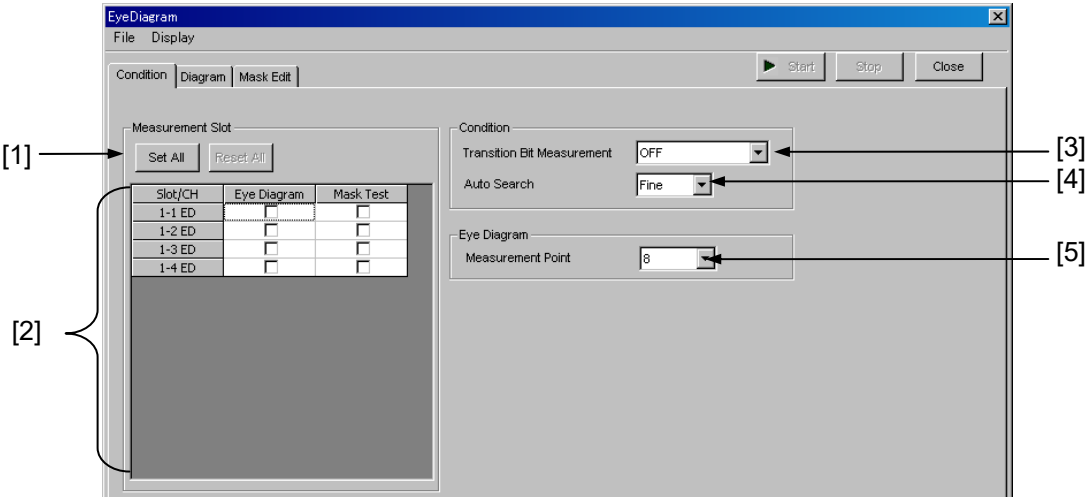 EyeDiagram
File Display
Condition Diagram Mask Edit Start Stop Close
Measurement Slot
Set All Reset All
Slot/CH Eye Diagram Mask Test
1-1 ED
1-2 ED
1-3 ED
1-4 ED
Condition
Transition Bit Measurement OFF
Auto Search Fine
Eye Diagram
Measurement Point 8
[1]
[2]
[3]
[4]
[5]